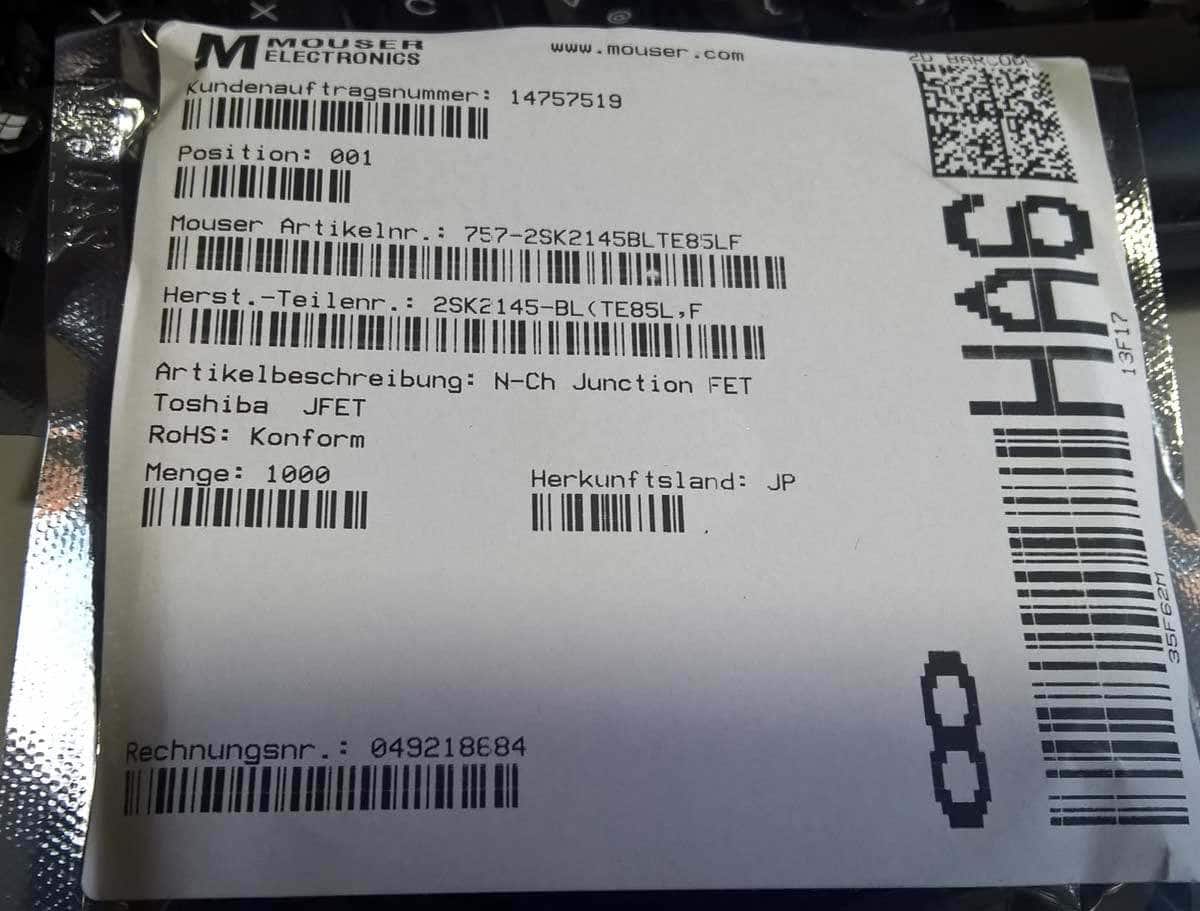 MOUSER
ELECTRONICS
www.mouser.com
2D BARCODE
Kundenauftragsnummer: 14757519
Position: 001
Mouser Artikelnr.: 757-2SK2145BLTE85LF
Herst.-Teilenr.: 2SK2145-BL(TE85L,F
Artikelbeschreibung: N-Ch Junction FET
Toshiba JFET
RoHS: Konform
Menge: 1000
Herkunftsland: JP
Rechnungsnr.: 049218684
HAG
13F17
35F62M
8